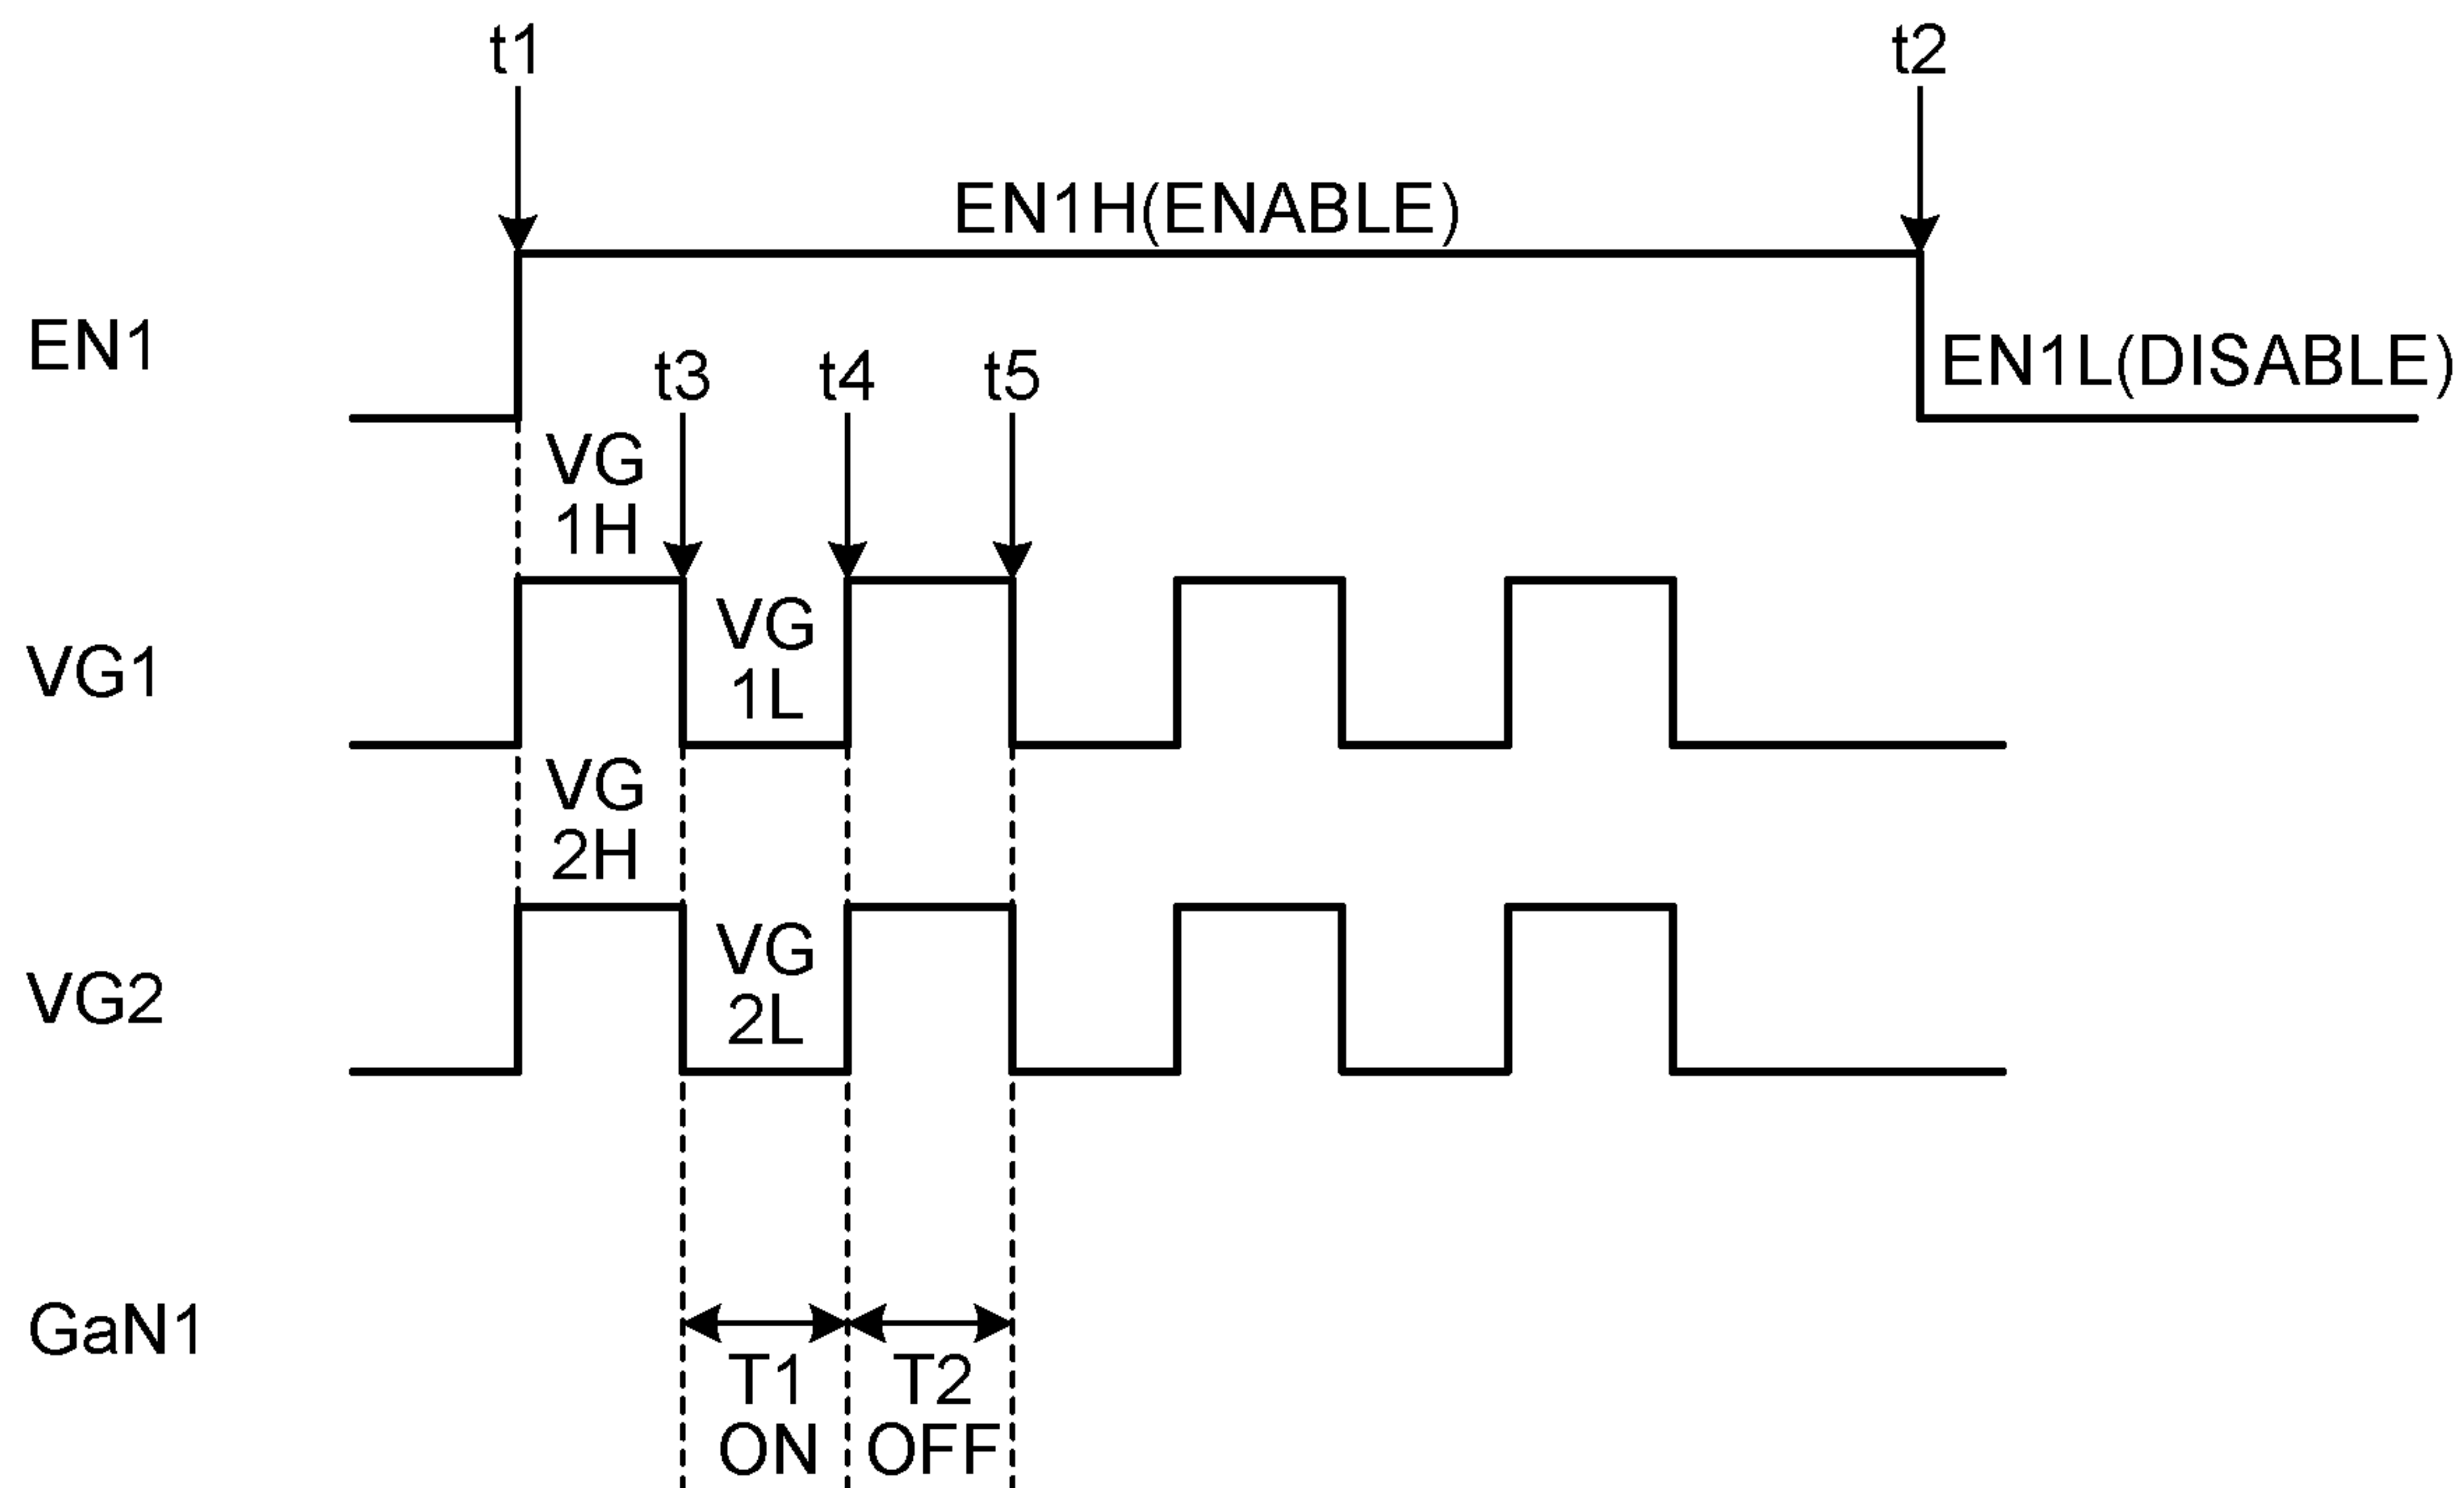 t1
t2
EN1H(ENABLE)
EN1
t3
t4
t5
EN1L(DISABLE)
VG
1H
VG
1L
VG1
VG
2H
VG
2L
VG2
GaN1
T1
ON
T2
OFF